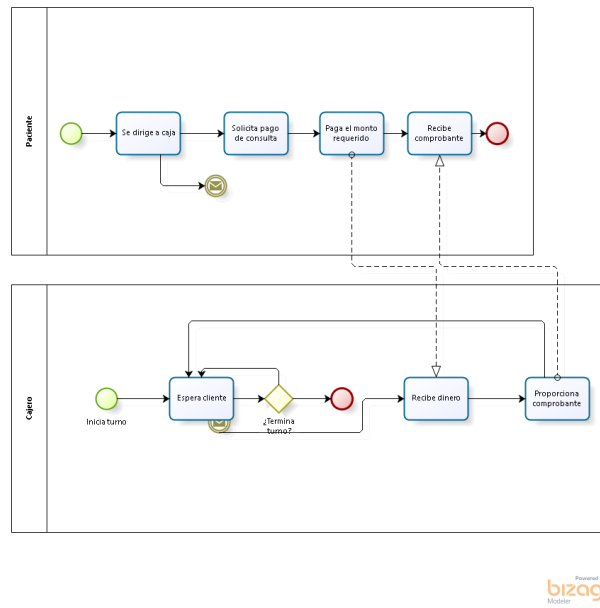 Paciente
Se dirige a caja
Solicita pago
de consulta
Paga el monto
requerido
Recibe
comprobante
Cajero
Inicia turno
Espera cliente
¿Termina
turno?
Recibe dinero
Proporciona
comprobante
Powered
bizag
Modeler